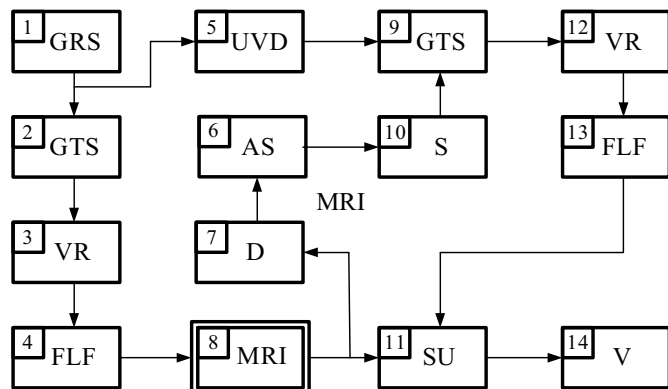 1 GRS
5 UVD
9 GTS
12 VR
2 GTS
6 AS
10 S
13 FLF
MRI
3 VR
7 D
4 FLF
8 MRI
11 SU
14 V